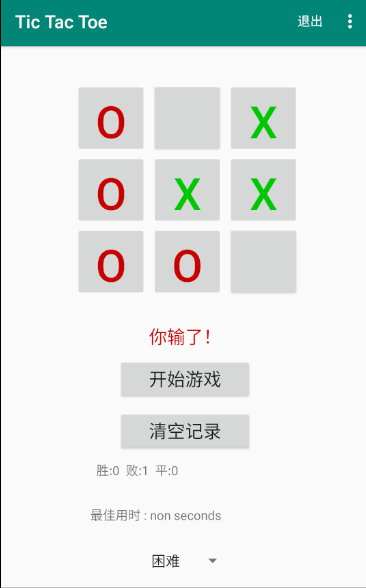 Tic Tac Toe 退出
O X
O X X
O O
你输了!
开始游戏
清空记录
胜:0 败:1 平:0
最佳用时 : non seconds
困难